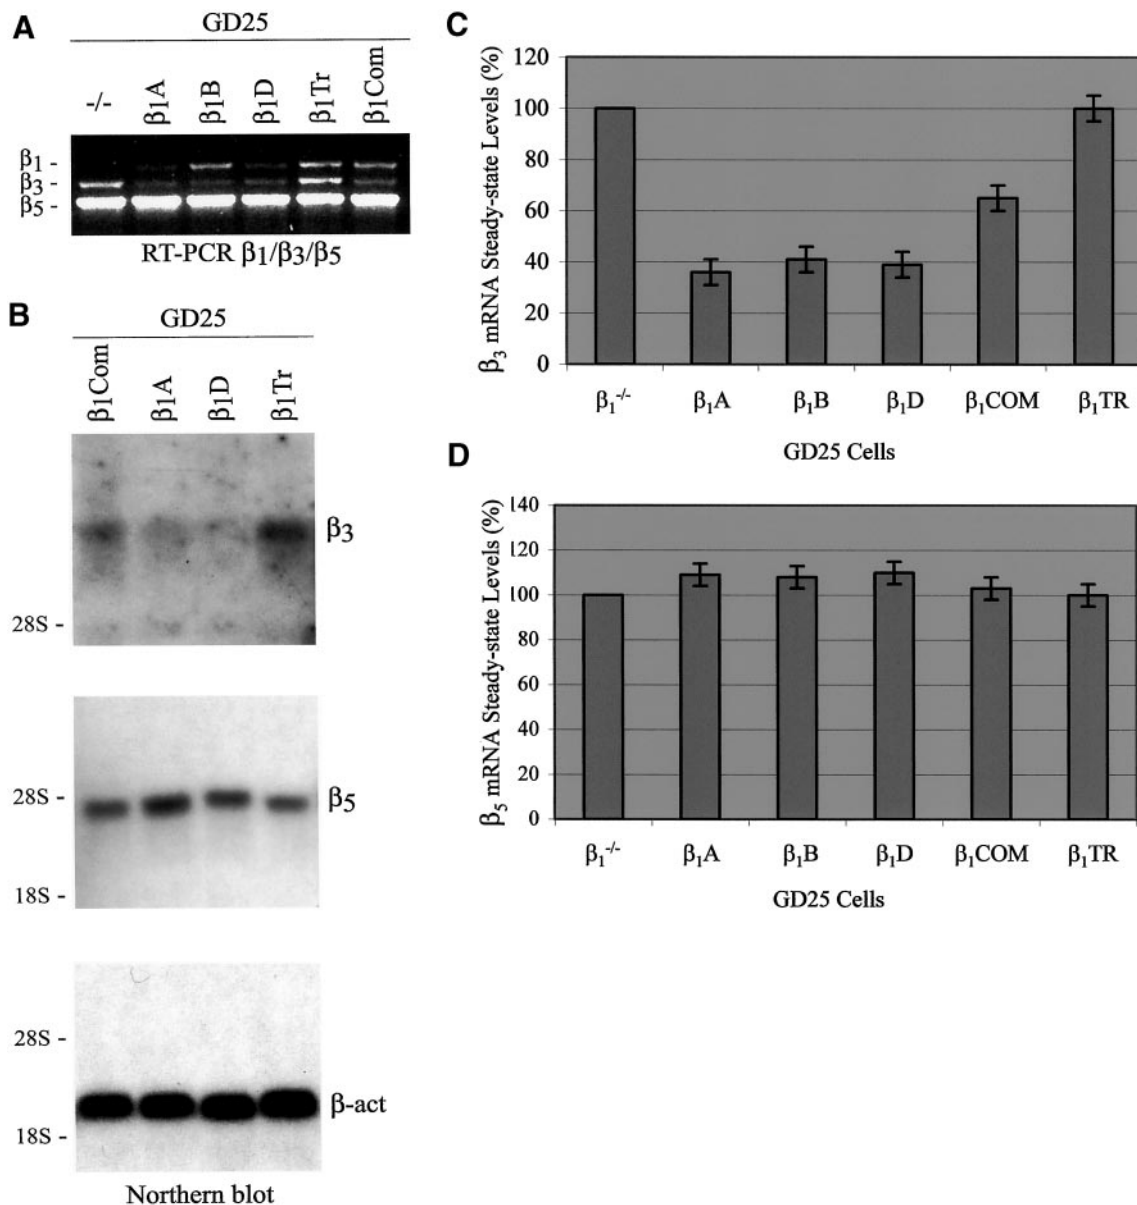 A
GD25
-/-
β1A
β1B
β1D
β1Tr
β1Com
β1 -
β3 -
β5 -
RT-PCR β1/β3/β5
B
GD25
β1Com
β1A
β1D
β1Tr
β3
28S -
28S -
β5
18S -
28S -
β-act
18S -
Northern blot
C
β3 mRNA Steady-state Levels (%)
120
100
80
60
40
20
0
β1-/-
β1A
β1B
β1D
β1COM
β1TR
GD25 Cells
D
β5 mRNA Steady-state Levels (%)
140
120
100
80
60
40
20
0
β1-/-
β1A
β1B
β1D
β1COM
β1TR
GD25 Cells